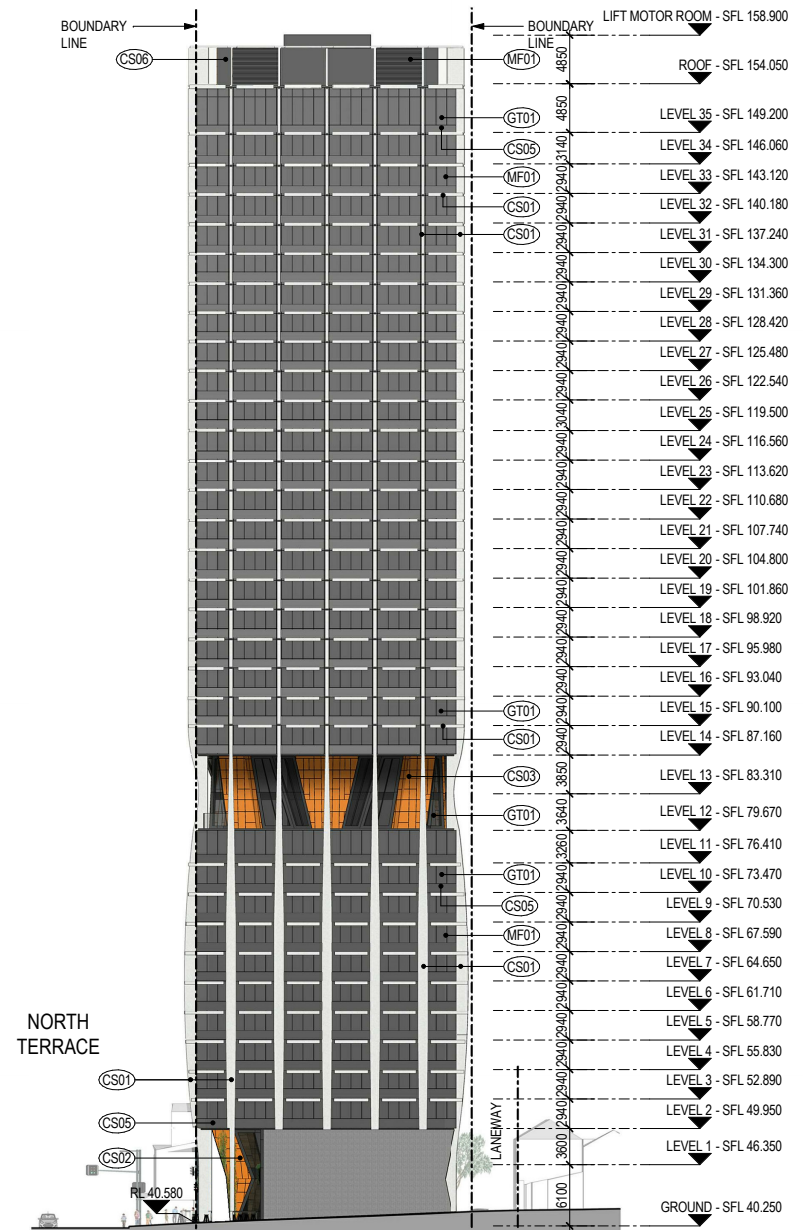 BOUNDARY
LINE
BOUNDARY
LINE
CS06
MF01
GT01
CS05
MF01
CS01
CS01
GT01
CS01
CS03
GT01
GT01
CS05
MF01
CS01
NORTH
TERRACE
CS01
CS05
CS02
RL 40.580
LANEWAY
LIFT MOTOR ROOM - SFL 158.900
4850
ROOF - SFL 154.050
4850
LEVEL 35 - SFL 149.200
3140
LEVEL 34 - SFL 146.060
2940
LEVEL 33 - SFL 143.120
2940
LEVEL 32 - SFL 140.180
2940
LEVEL 31 - SFL 137.240
2940
LEVEL 30 - SFL 134.300
2940
LEVEL 29 - SFL 131.360
2940
LEVEL 28 - SFL 128.420
2940
LEVEL 27 - SFL 125.480
2940
LEVEL 26 - SFL 122.540
3040
LEVEL 25 - SFL 119.500
2940
LEVEL 24 - SFL 116.560
2940
LEVEL 23 - SFL 113.620
2940
LEVEL 22 - SFL 110.680
2940
LEVEL 21 - SFL 107.740
2940
LEVEL 20 - SFL 104.800
2940
LEVEL 19 - SFL 101.860
2940
LEVEL 18 - SFL 98.920
2940
LEVEL 17 - SFL 95.980
2940
LEVEL 16 - SFL 93.040
2940
LEVEL 15 - SFL 90.100
2940
LEVEL 14 - SFL 87.160
3850
LEVEL 13 - SFL 83.310
3640
LEVEL 12 - SFL 79.670
3260
LEVEL 11 - SFL 76.410
2940
LEVEL 10 - SFL 73.470
2940
LEVEL 9 - SFL 70.530
2940
LEVEL 8 - SFL 67.590
2940
LEVEL 7 - SFL 64.650
2940
LEVEL 6 - SFL 61.710
2940
LEVEL 5 - SFL 58.770
2940
LEVEL 4 - SFL 55.830
2940
LEVEL 3 - SFL 52.890
2940
LEVEL 2 - SFL 49.950
3600
LEVEL 1 - SFL 46.350
6100
GROUND - SFL 40.250